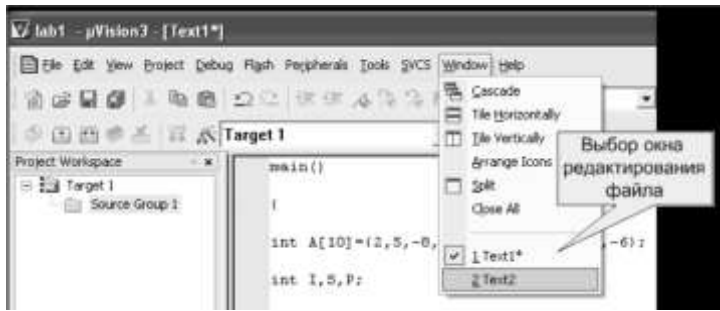 lab1 - µVision3 - [Text1*]
File Edit View Project Debug Flash Peripherals Tools SVCS Window Help
Cascade
Tile Horizontally
Target 1
Tile Vertically
Выбор окна
редактирования
файла
Project Workspace
main()
Arrange Icons
Target 1
Split
Source Group 1
{
Close All
int A[10]={2,5,-8,
-6};
1 Text1*
int I,S,P;
2 Text2